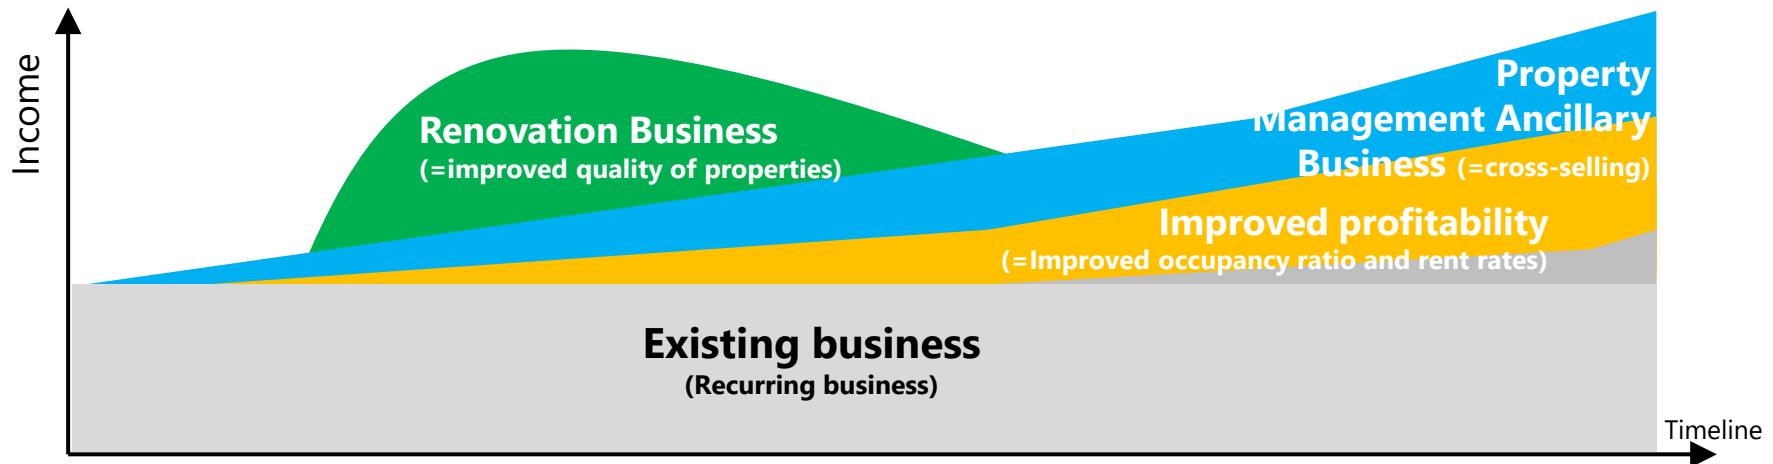 Income
Renovation Business
(=improved quality of properties)
Property
Management Ancillary
Business (=cross-selling)
Improved profitability
(=Improved occupancy ratio and rent rates)
Existing business
(Recurring business)
Timeline